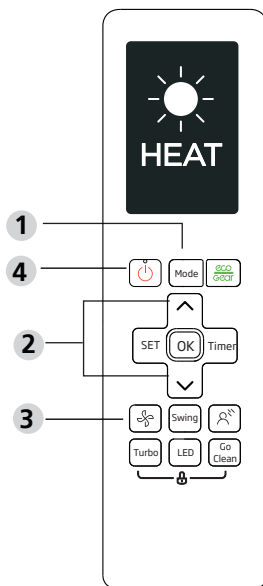 HEAT
1
4
Mode
eco
Gear
2
SET
OK
Timer
3
Swing
Turbo
LED
Go
Clean